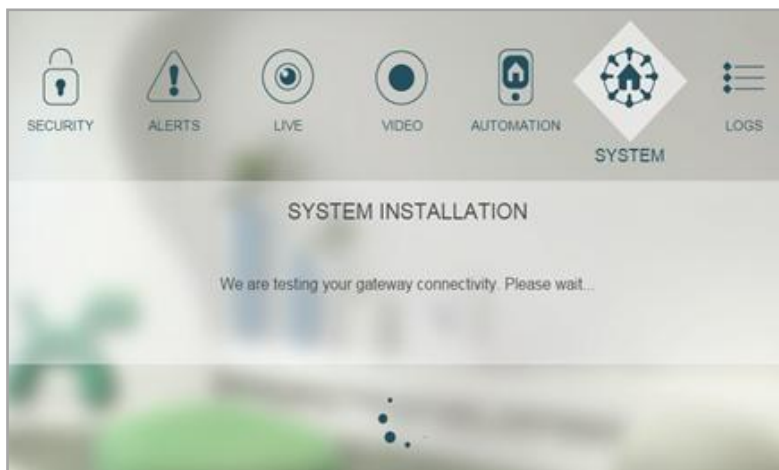 SECURITY
ALERTS
LIVE
VIDEO
AUTOMATION
SYSTEM
LOGS
SYSTEM INSTALLATION
We are testing your gateway connectivity. Please wait...